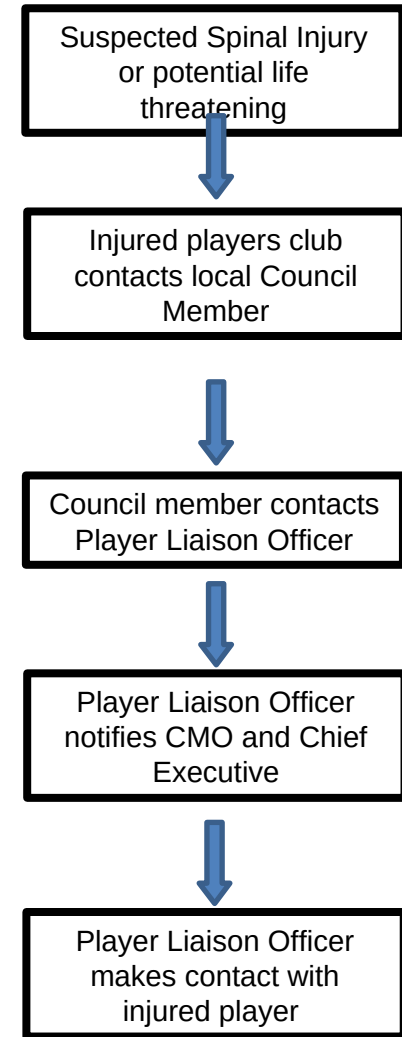 Suspected Spinal Injury
or potential life
threatening
Injured players club
contacts local Council
Member
Council member contacts
Player Liaison Officer
Player Liaison Officer
notifies CMO and Chief
Executive
Player Liaison Officer
makes contact with
injured player